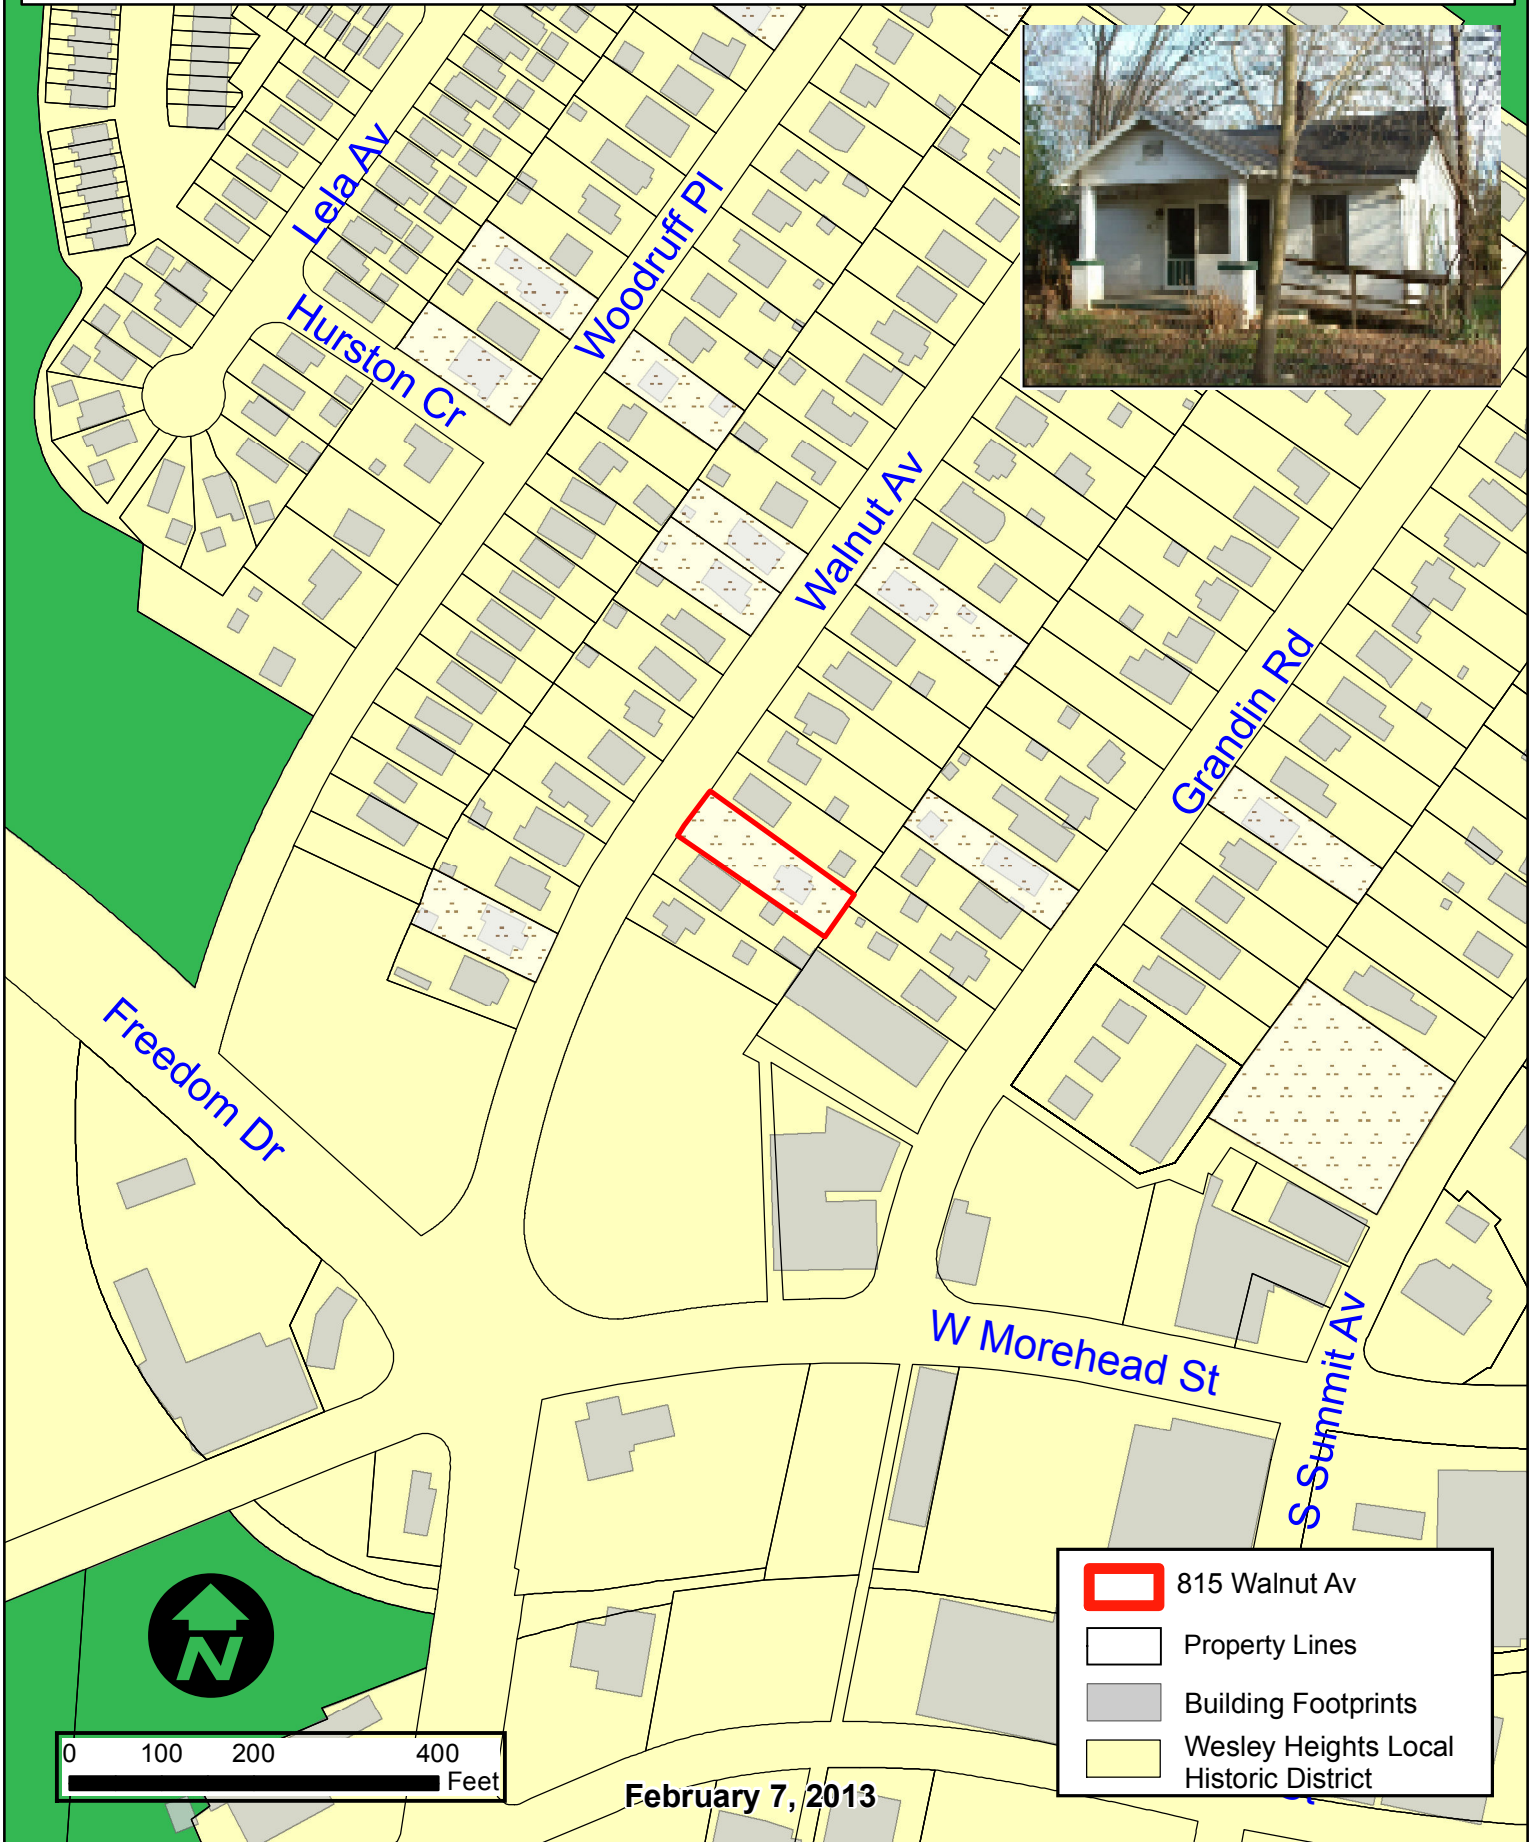 Lela Av
Woodruff Pl
Hurston Cr
Walnut Av
Grandin Rd
Freedom Dr
W Morehead St
S Summit Av
N
815 Walnut Av
Property Lines
Building Footprints
Wesley Heights Local
Historic District
0 100 200 400
Feet
February 7, 2013